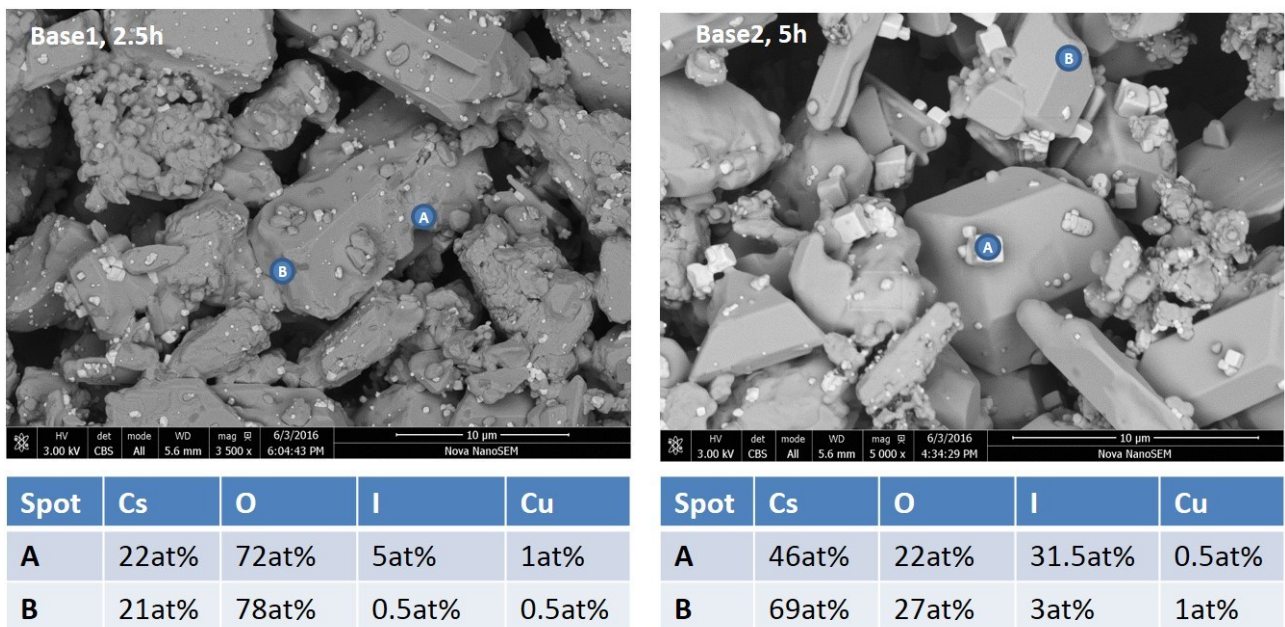 Base1, 2.5h
A
B
HV det mode WD mag 6/3/2016 10 µm
3.00 kV CBS All 5.6 mm 3 500 x 6:04:43 PM Nova NanoSEM
Spot Cs O I Cu
A 22at% 72at% 5at% 1at%
B 21at% 78at% 0.5at% 0.5at%
Base2, 5h
B
A
HV det mode WD mag 6/3/2016 10 µm
3.00 kV CBS All 5.6 mm 5 000 x 4:34:29 PM Nova NanoSEM
Spot Cs O I Cu
A 46at% 22at% 31.5at% 0.5at%
B 69at% 27at% 3at% 1at%